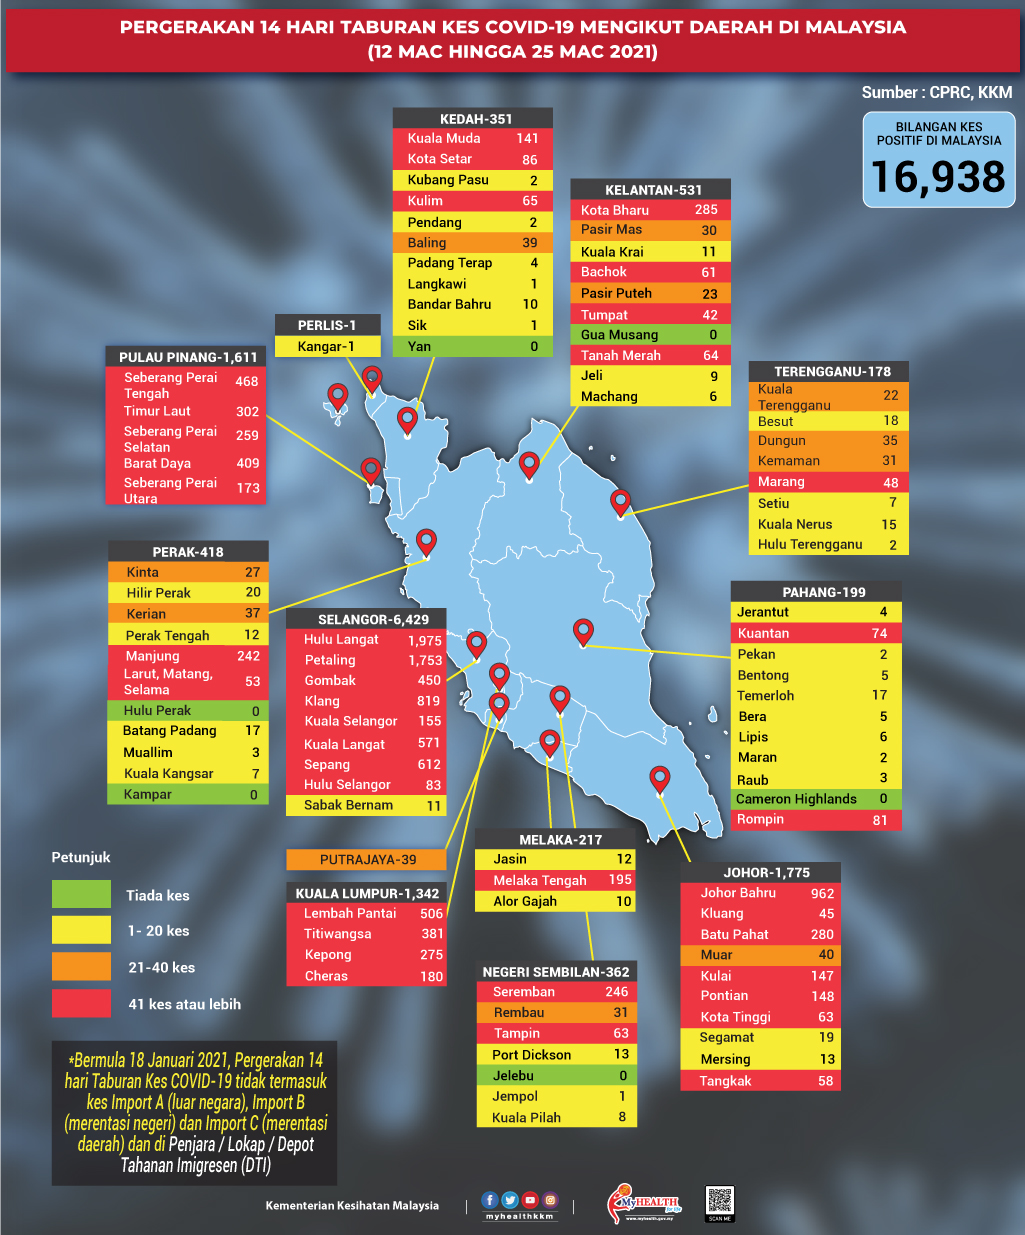 PERGERAKAN 14 HARI TABURAN KES COVID-19 MENGIKUT DAERAH DI MALAYSIA
(12 MAC HINGGA 25 MAC 2021)
Sumber : CPRC, KKM
BILANGAN KES
POSITIF DI MALAYSIA
16,938
KEDAH-351
Kuala Muda 141
Kota Setar 86
Kubang Pasu 2
Kulim 65
Pendang 2
Baling 39
Padang Terap 4
Langkawi 1
Bandar Bahru 10
Sik 1
Yan 0
KELANTAN-531
Kota Bharu 285
Pasir Mas 30
Kuala Krai 11
Bachok 61
Pasir Puteh 23
Tumpat 42
Gua Musang 0
Tanah Merah 64
Jeli 9
Machang 6
PERLIS-1
Kangar-1
PULAU PINANG-1,611
Seberang Perai
Tengah 468
Timur Laut 302
Seberang Perai
Selatan 259
Barat Daya 409
Seberang Perai
Utara 173
TERENGGANU-178
Kuala
Terengganu 22
Besut 18
Dungun 35
Kemaman 31
Marang 48
Setiu 7
Kuala Nerus 15
Hulu Terengganu 2
PERAK-418
Kinta 27
Hilir Perak 20
Kerian 37
Perak Tengah 12
Manjung 242
Larut, Matang,
Selama 53
Hulu Perak 0
Batang Padang 17
Muallim 3
Kuala Kangsar 7
Kampar 0
SELANGOR-6,429
Hulu Langat 1,975
Petaling 1,753
Gombak 450
Klang 819
Kuala Selangor 155
Kuala Langat 571
Sepang 612
Hulu Selangor 83
Sabak Bernam 11
PAHANG-199
Jerantut 4
Kuantan 74
Pekan 2
Bentong 5
Temerloh 17
Bera 5
Lipis 6
Maran 2
Raub 3
Cameron Highlands 0
Rompin 81
PUTRAJAYA-39
KUALA LUMPUR-1,342
Lembah Pantai 506
Titiwangsa 381
Kepong 275
Cheras 180
MELAKA-217
Jasin 12
Melaka Tengah 195
Alor Gajah 10
NEGERI SEMBILAN-362
Seremban 246
Rembau 31
Tampin 63
Port Dickson 13
Jelebu 0
Jempol 1
Kuala Pilah 8
JOHOR-1,775
Johor Bahru 962
Kluang 45
Batu Pahat 280
Muar 40
Kulai 147
Pontian 148
Kota Tinggi 63
Segamat 19
Mersing 13
Tangkak 58
Petunjuk
Tiada kes
1- 20 kes
21-40 kes
41 kes atau lebih
*Bermula 18 Januari 2021, Pergerakan 14
hari Taburan Kes COVID-19 tidak termasuk
kes Import A (luar negara), Import B
(merentasi negeri) dan Import C (merentasi
daerah) dan di Penjara / Lokap / Depot
Tahanan Imigresen (DTI)
Kementerian Kesihatan Malaysia
myhealthkkm
MyHEALTH
for life
www.myhealth.gov.my
SCAN ME